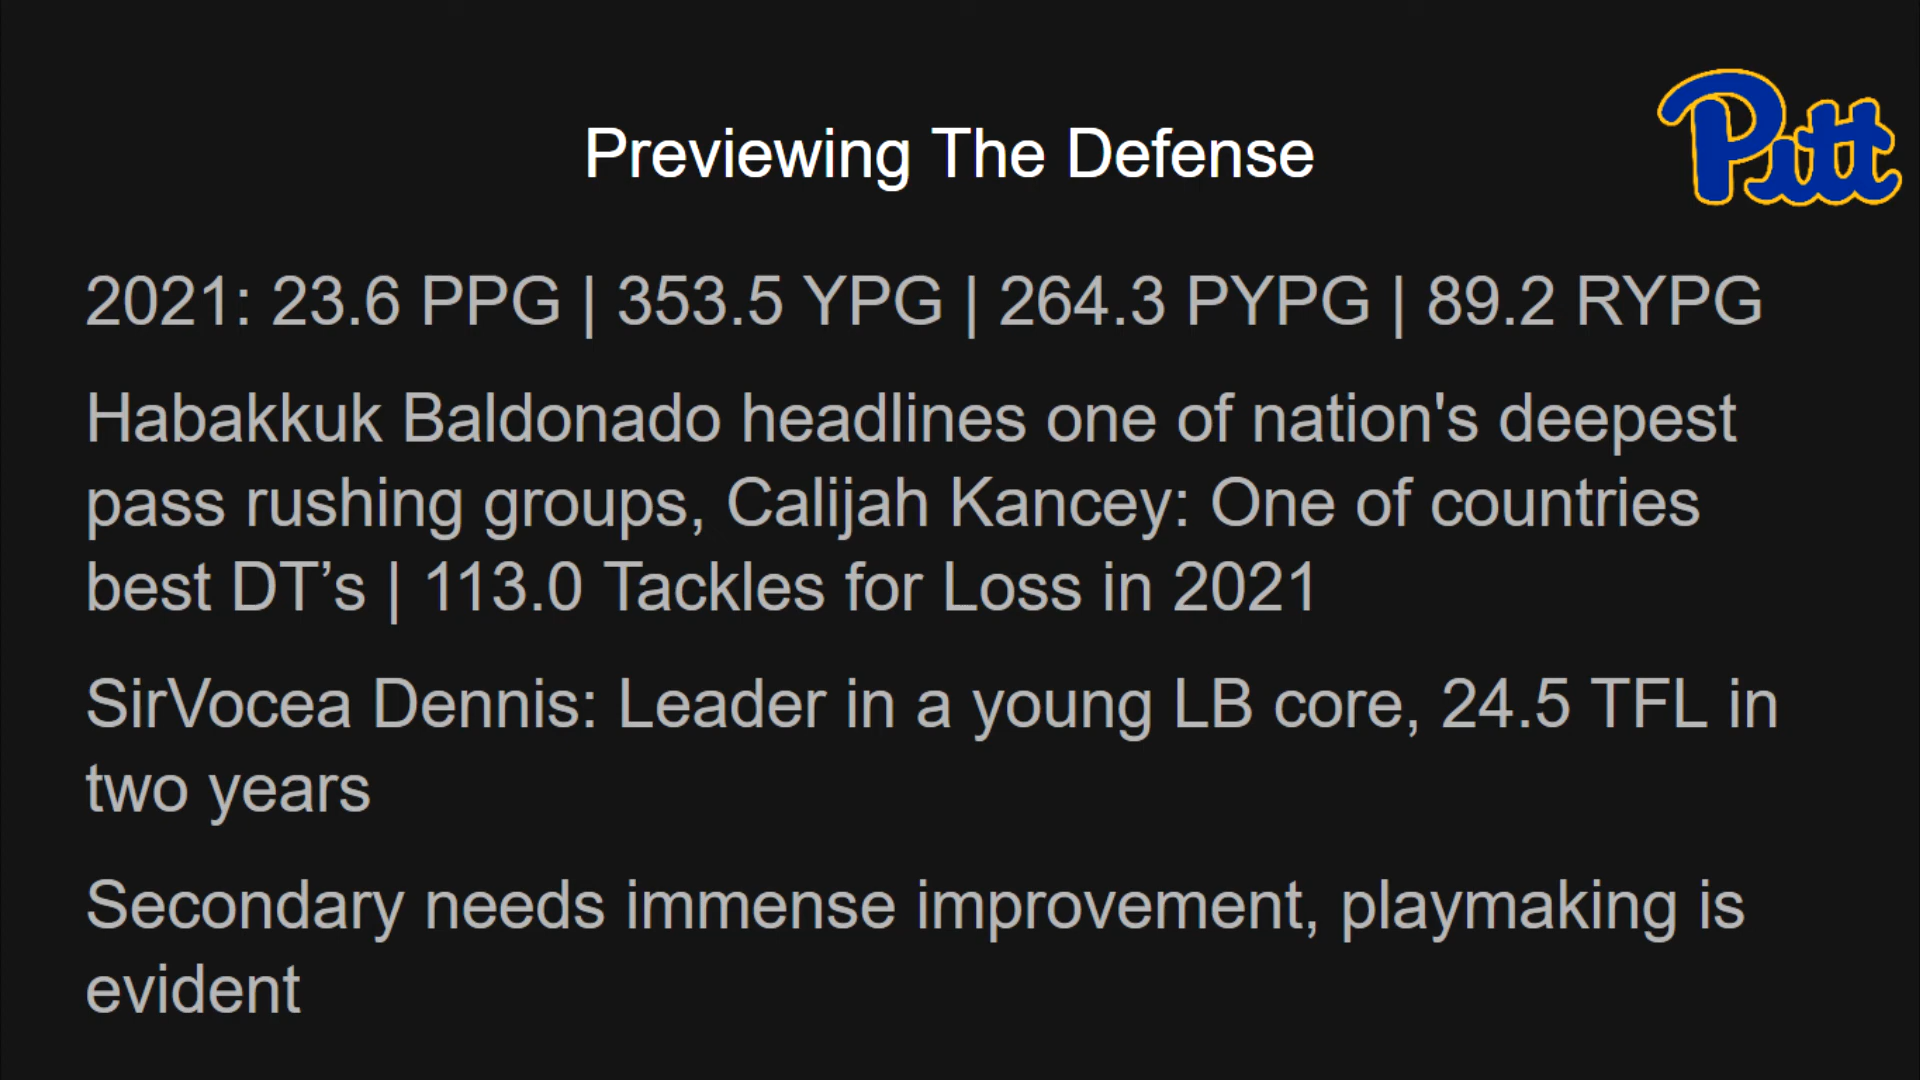 Pitt
Previewing The Defense
2021: 23.6 PPG | 353.5 YPG | 264.3 PYPG | 89.2 RYPG
Habakkuk Baldonado headlines one of nation's deepest
pass rushing groups, Calijah Kancey: One of countries
best DT’s | 113.0 Tackles for Loss in 2021
SirVocea Dennis: Leader in a young LB core, 24.5 TFL in
two years
Secondary needs immense improvement, playmaking is
evident